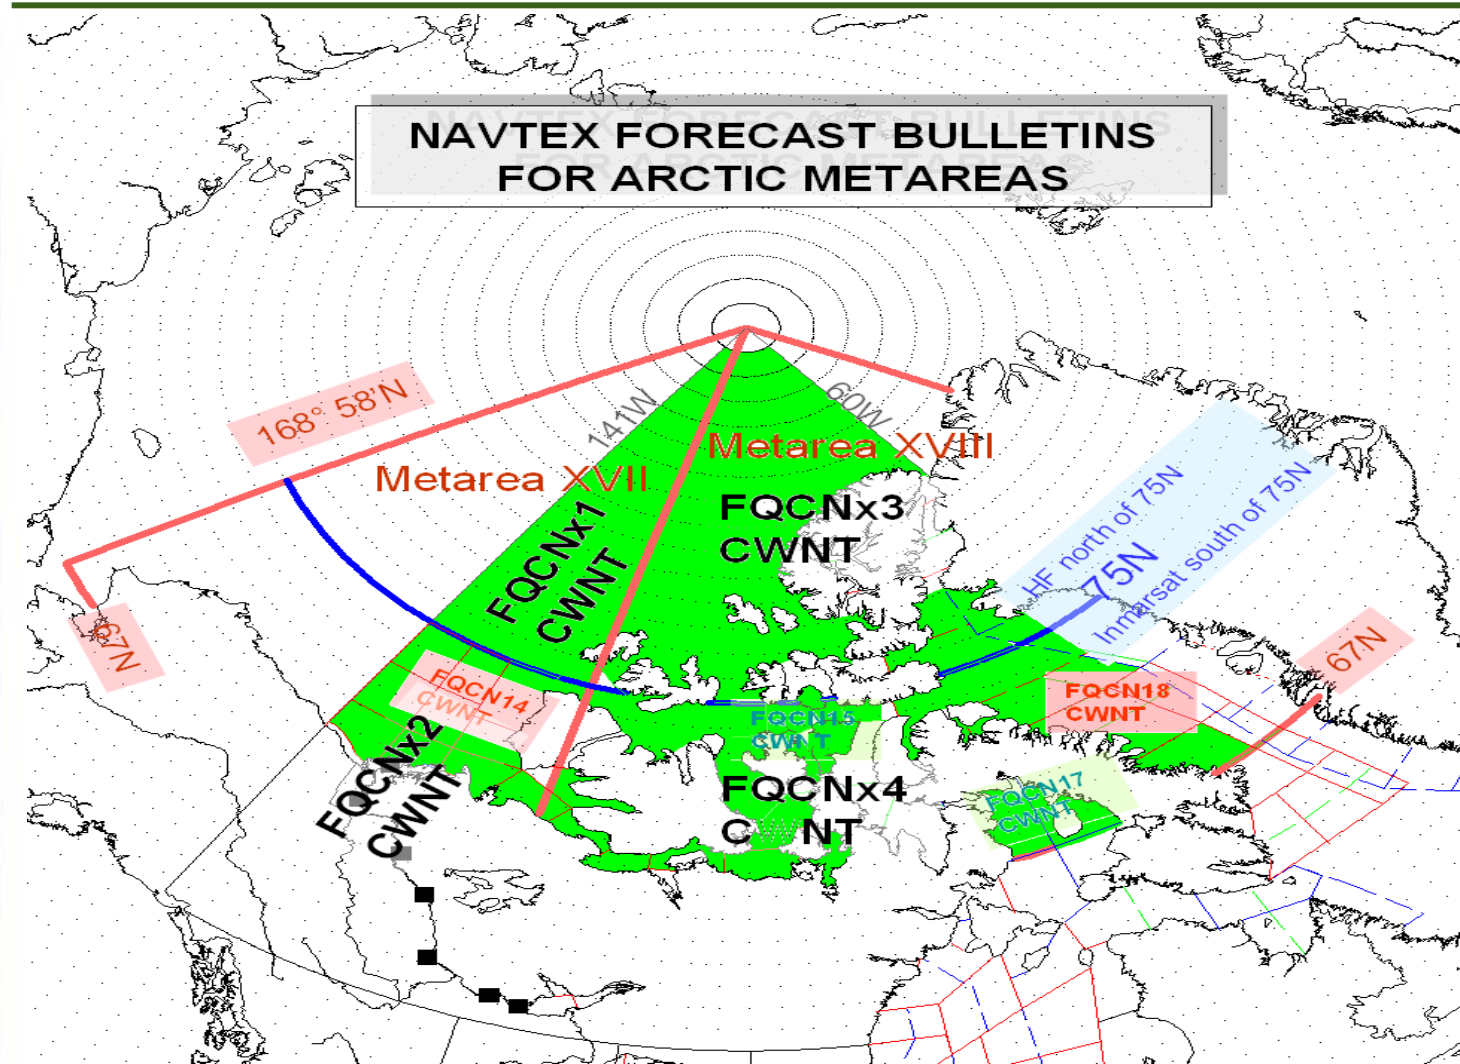 NAVTEX FORECAST BULLETINS
FOR ARCTIC METAREAS
168° 58'N
141W
60W
Metarea XVII
Metarea XVIII
FQCNx1
CWNT
FQCNx3
CWNT
HF north of 75N
75N
Inmarsat south of 75N
67N
67N
FQCN14
CWNT
FQCN18
CWNT
FQCN15
CWNT
FQCNx2
CWNT
FQCNx4
CWNT
FQCN17
CWNT